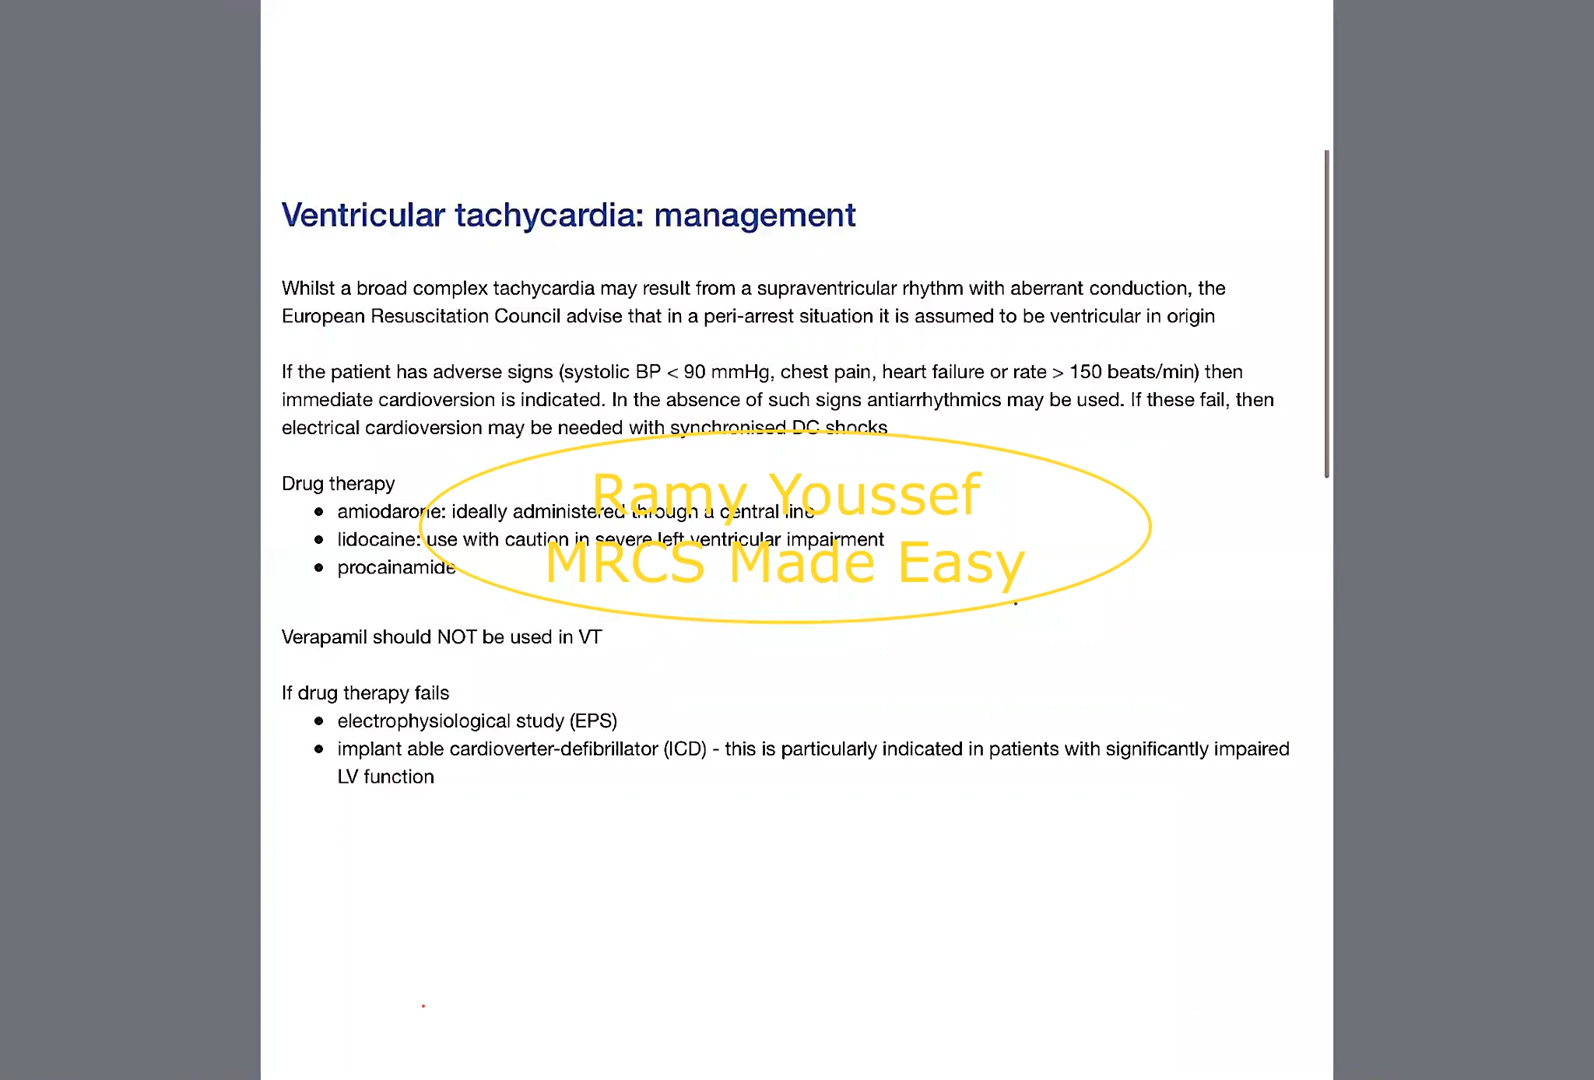 Ventricular tachycardia: management
Whilst a broad complex tachycardia may result from a supraventricular rhythm with aberrant conduction, the
European Resuscitation Council advise that in a peri-arrest situation it is assumed to be ventricular in origin
If the patient has adverse signs (systolic BP < 90 mmHg, chest pain, heart failure or rate > 150 beats/min) then
immediate cardioversion is indicated. In the absence of such signs antiarrhythmics may be used. If these fail, then
electrical cardioversion may be needed with synchronised DC shocks
Drug therapy
• amiodarone: ideally administered through a central line
• lidocaine: use with caution in severe left ventricular impairment
• procainamide
Ramy Youssef
MRCS Made Easy
Verapamil should NOT be used in VT
If drug therapy fails
• electrophysiological study (EPS)
• implant able cardioverter-defibrillator (ICD) - this is particularly indicated in patients with significantly impaired
LV function